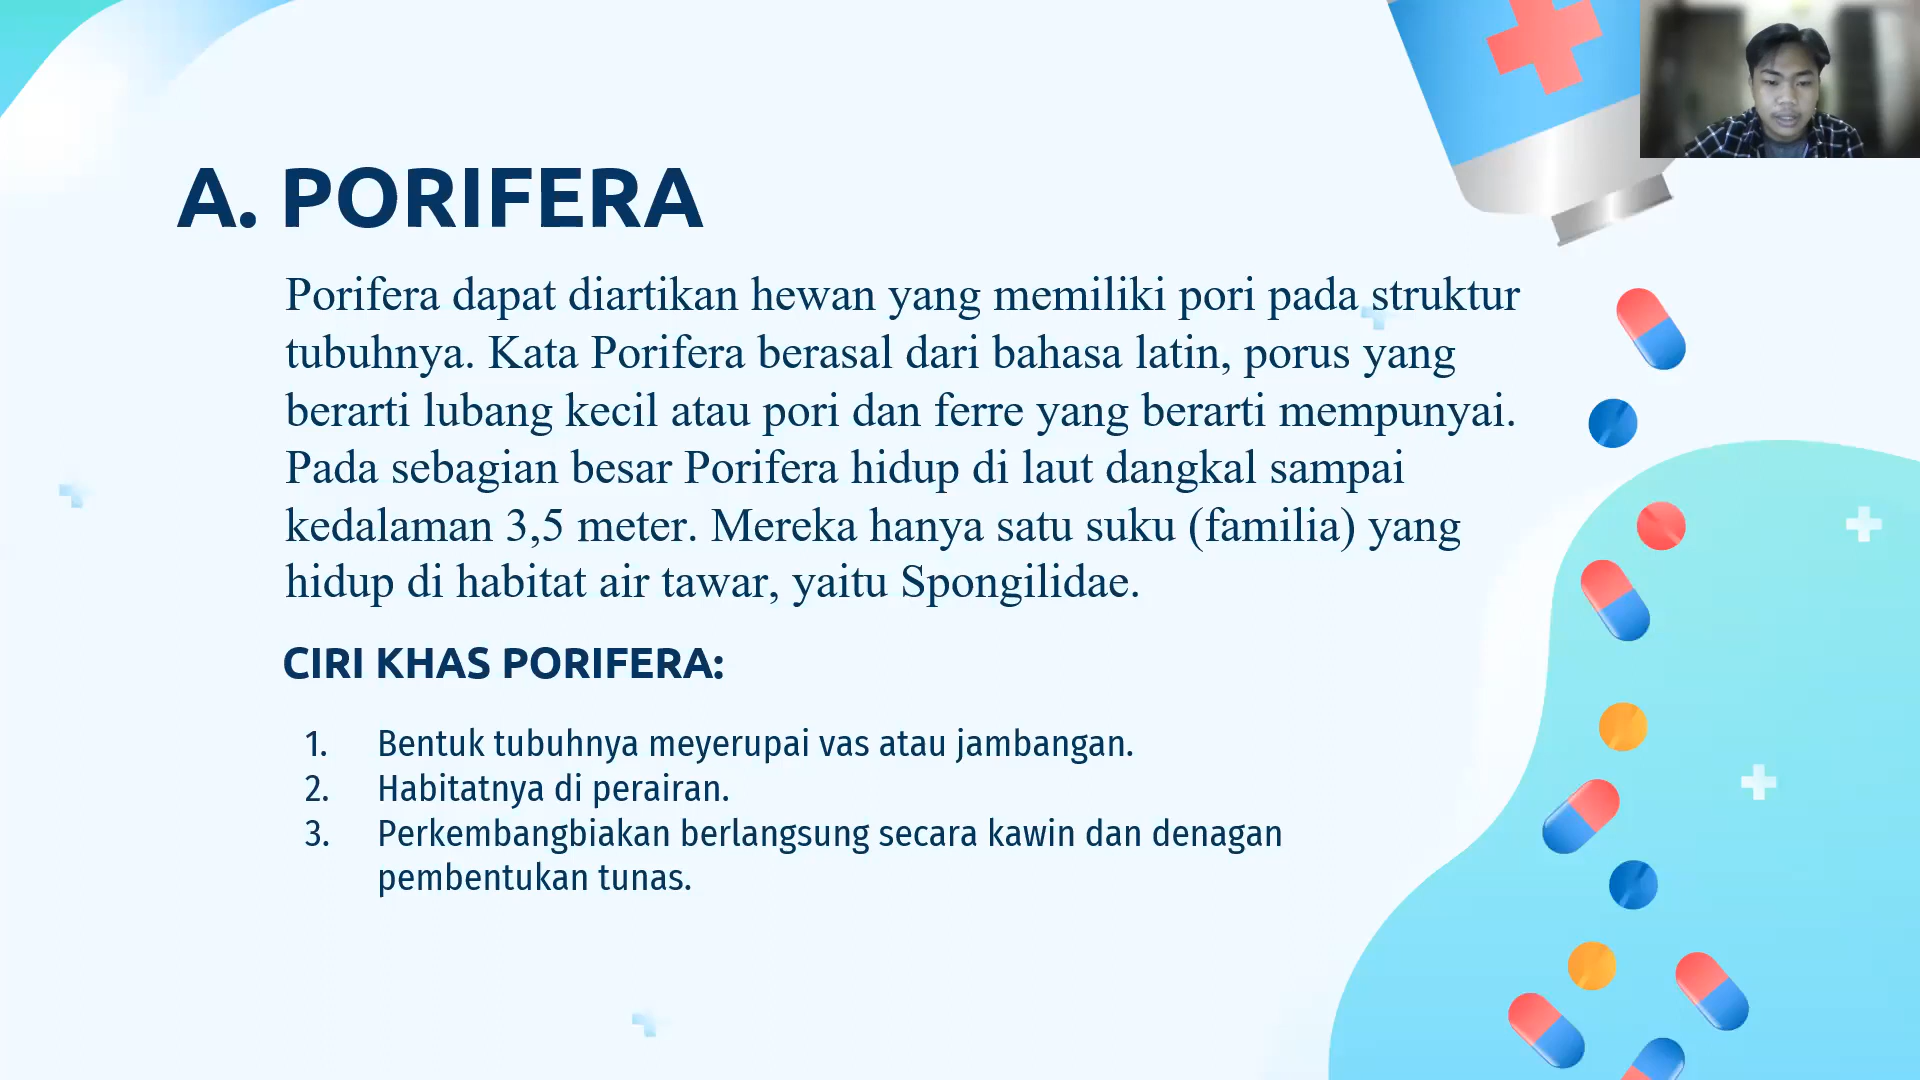 A. PORIFERA
Porifera dapat diartikan hewan yang memiliki pori pada struktur
tubuhnya. Kata Porifera berasal dari bahasa latin, porus yang
berarti lubang kecil atau pori dan ferre yang berarti mempunyai.
Pada sebagian besar Porifera hidup di laut dangkal sampai
kedalaman 3,5 meter. Mereka hanya satu suku (familia) yang
hidup di habitat air tawar, yaitu Spongilidae.
CIRI KHAS PORIFERA:
1. Bentuk tubuhnya meyerupai vas atau jambangan.
2. Habitatnya di perairan.
3. Perkembangbiakan berlangsung secara kawin dan denagan
pembentukan tunas.